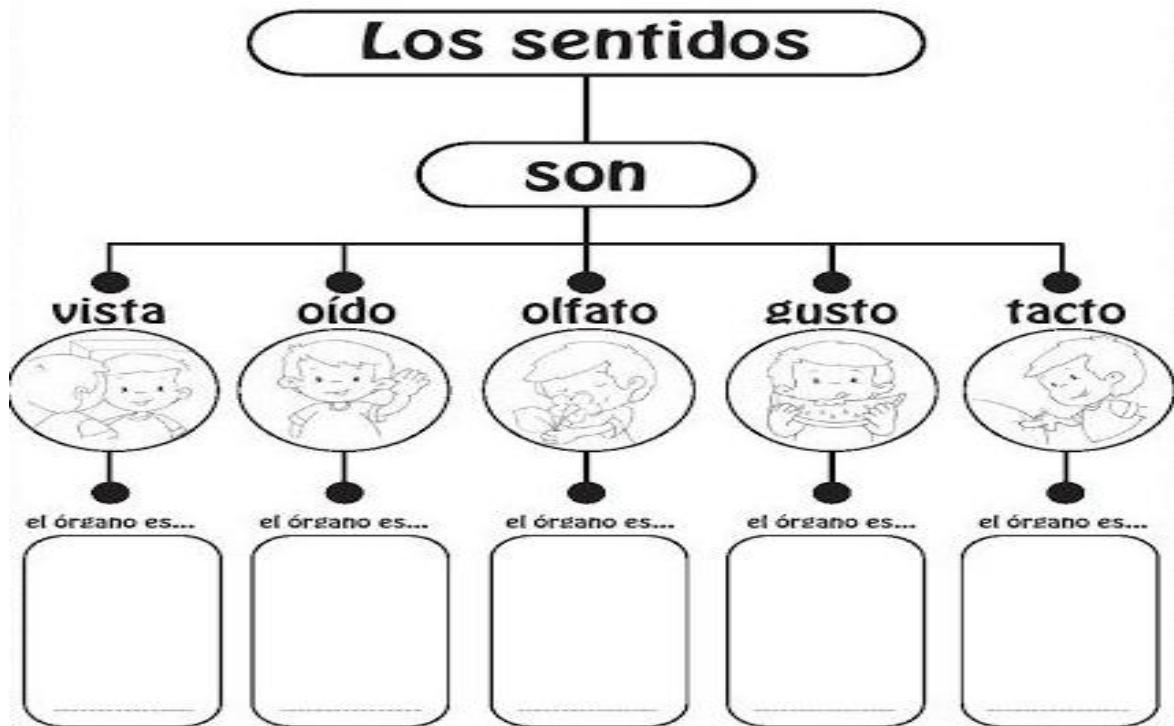 Los sentidos
son
vista oído olfato gusto tacto
el órgano es... el órgano es... el órgano es... el órgano es... el órgano es...